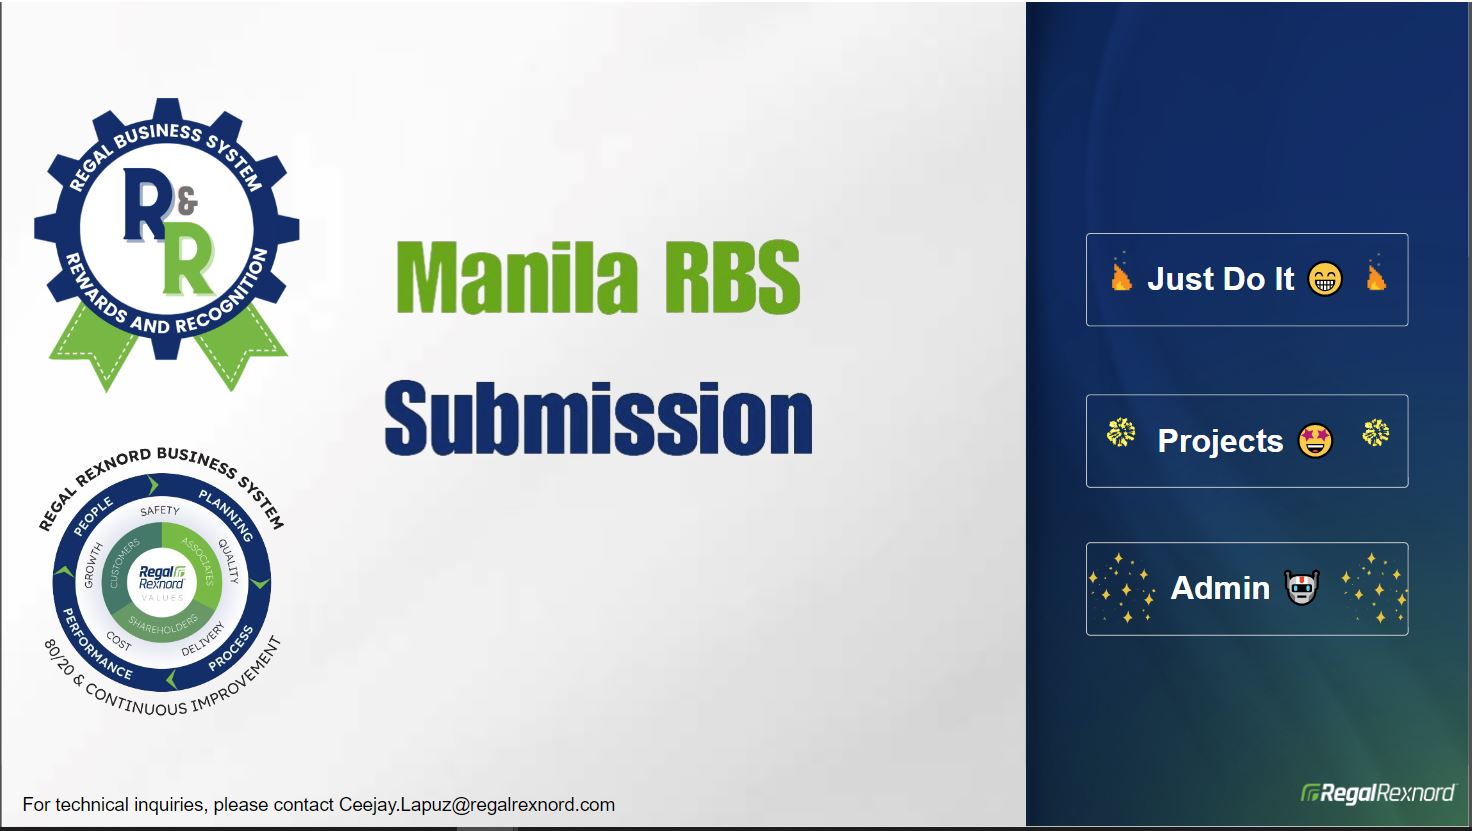 REGAL BUSINESS SYSTEM
R&R
REWARDS AND RECOGNITION
Manila RBS
Submission
REGAL REXNORD BUSINESS SYSTEM
PEOPLE
PLANNING
PROCESS
PERFORMANCE
SAFETY
QUALITY
DELIVERY
COST
GROWTH
CUSTOMERS
ASSOCIATES
SHAREHOLDERS
Regal
Rexnord
VALUES
80/20 & CONTINUOUS IMPROVEMENT
Just Do It 😁
Projects 🤩
Admin 🤖
For technical inquiries, please contact Ceejay.Lapuz@regalrexnord.com
RegalRexnord